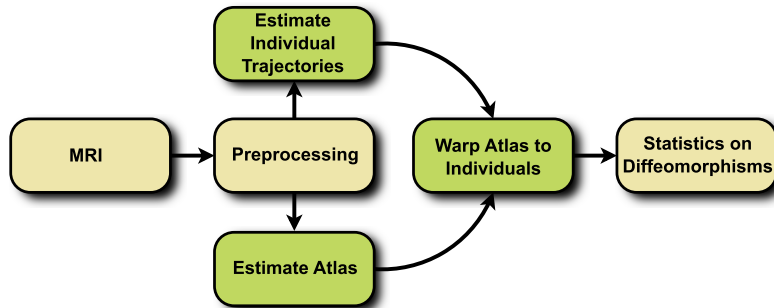 Estimate
Individual
Trajectories
MRI
Preprocessing
Warp Atlas to
Individuals
Statistics on
Diffeomorphisms
Estimate Atlas